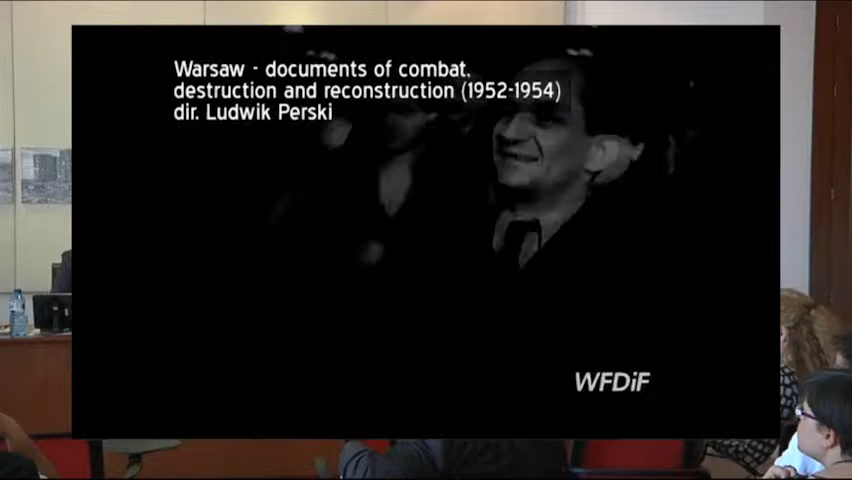 Warsaw - documents of combat,
destruction and reconstruction (1952-1954)
dir. Ludwik Perski
WFDiF